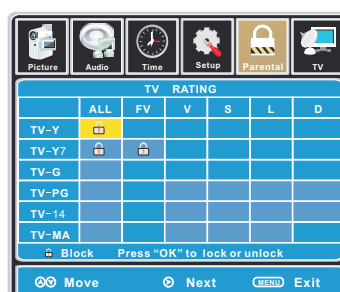 Picture Audio Time Setup Parental TV
TV RATING
ALL FV V S L D
TV-Y
TV-Y7
TV-G
TV-PG
TV-14
TV-MA
Block Press "OK" to lock or unlock
Move Next MENU Exit